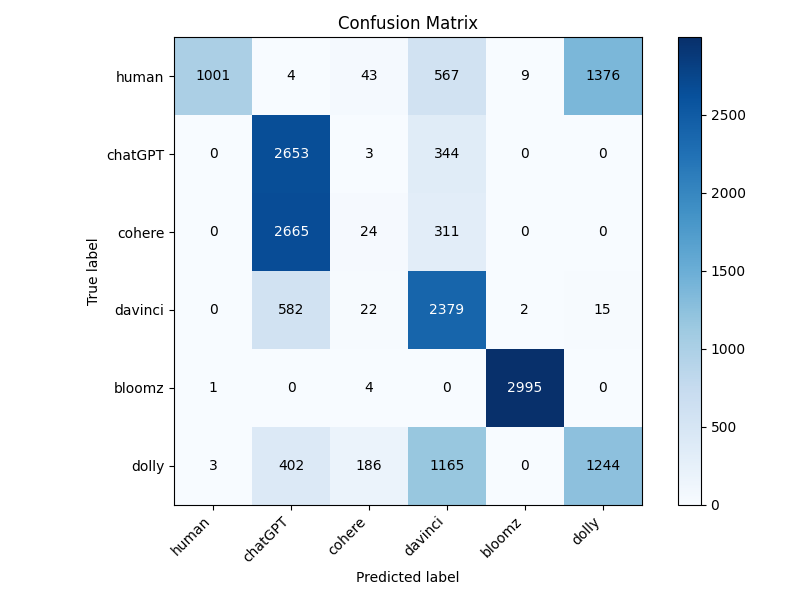 Confusion Matrix
True label
human 1001 4 43 567 9 1376
chatGPT 0 2653 3 344 0 0
cohere 0 2665 24 311 0 0
davinci 0 582 22 2379 2 15
bloomz 1 0 4 0 2995 0
dolly 3 402 186 1165 0 1244
human chatGPT cohere davinci bloomz dolly
Predicted label
2500
2000
1500
1000
500
0